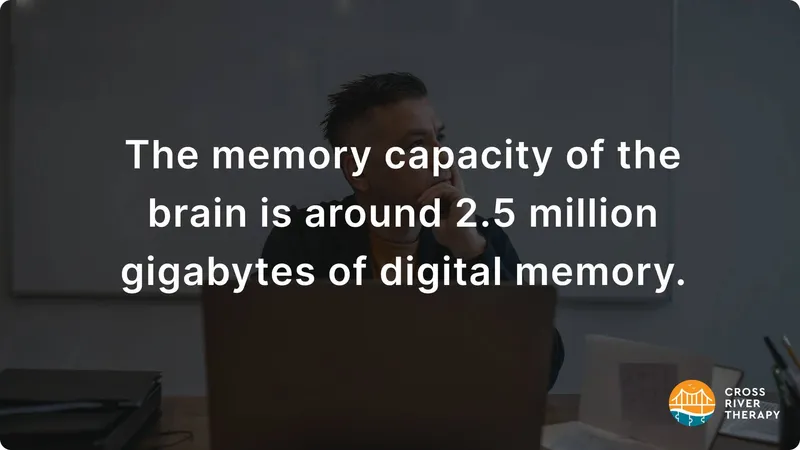 The memory capacity of the
brain is around 2.5 million
gigabytes of digital memory.
CROSS
RIVER
THERAPY